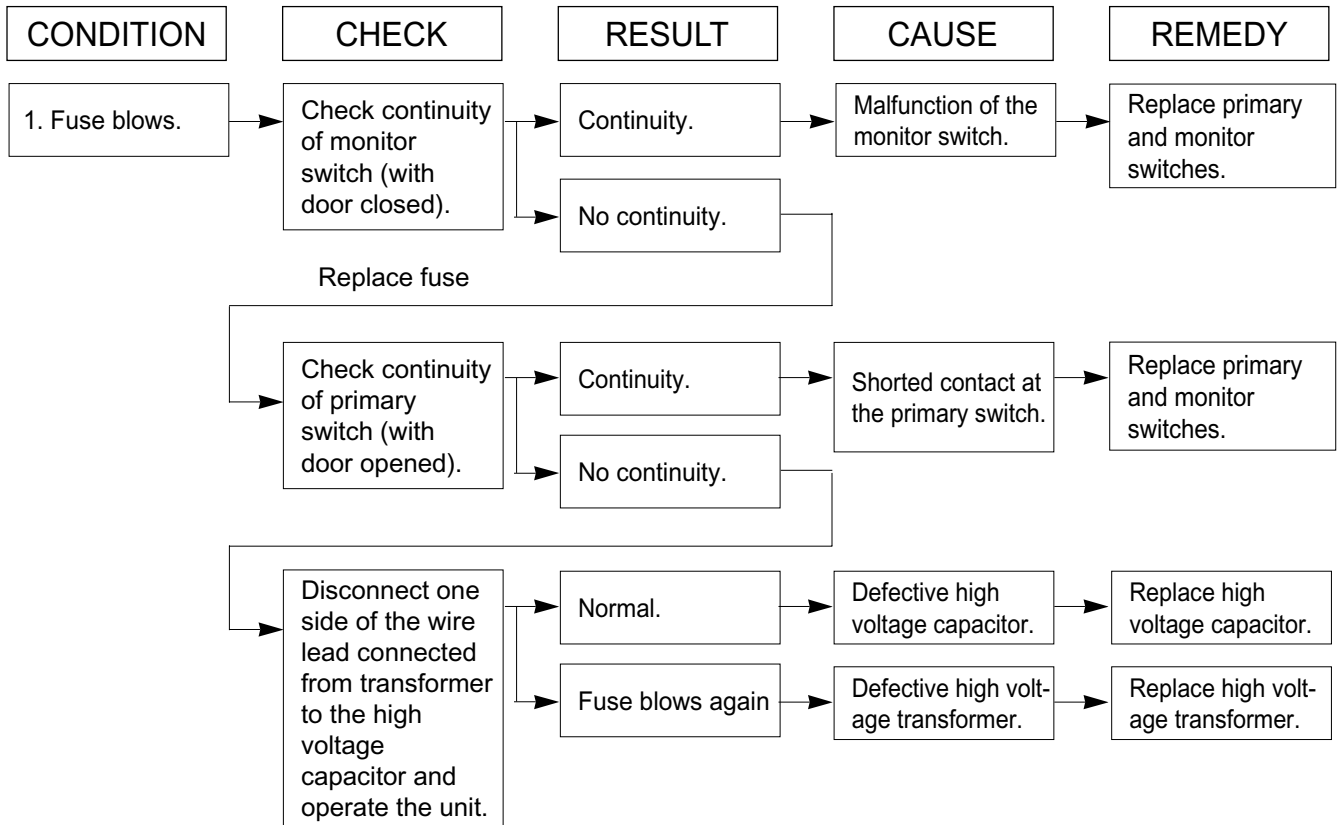 CONDITION
CHECK
RESULT
CAUSE
REMEDY
1. Fuse blows.
Check continuity
of monitor
switch (with
door closed).
Continuity.
Malfunction of the
monitor switch.
Replace primary
and monitor
switches.
No continuity.
Replace fuse
Check continuity
of primary
switch (with
door opened).
Continuity.
Shorted contact at
the primary switch.
Replace primary
and monitor
switches.
No continuity.
Disconnect one
side of the wire
lead connected
from transformer
to the high
voltage
capacitor and
operate the unit.
Normal.
Defective high
voltage capacitor.
Replace high
voltage capacitor.
Fuse blows again
Defective high volt-
age transformer.
Replace high volt-
age transformer.